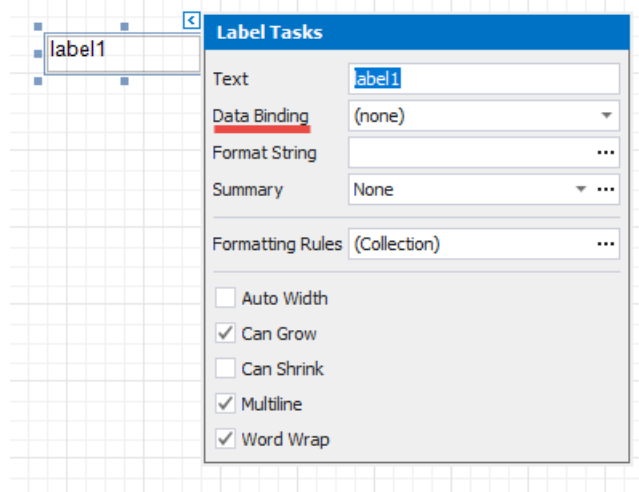 label1
Label Tasks
Text label1
Data Binding (none)
Format String
Summary None
Formatting Rules (Collection)
Auto Width
Can Grow
Can Shrink
Multiline
Word Wrap